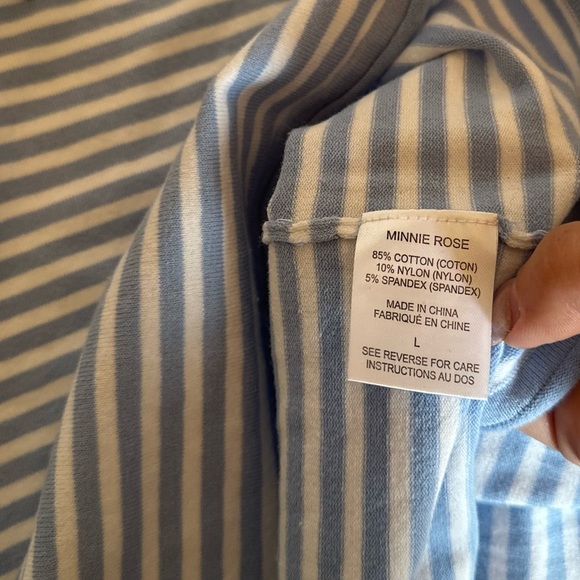 MINNIE ROSE
85% COTTON (COTON)
10% NYLON (NYLON)
5% SPANDEX (SPANDEX)
MADE IN CHINA
FABRIQUÉ EN CHINE
L
SEE REVERSE FOR CARE
INSTRUCTIONS AU DOS